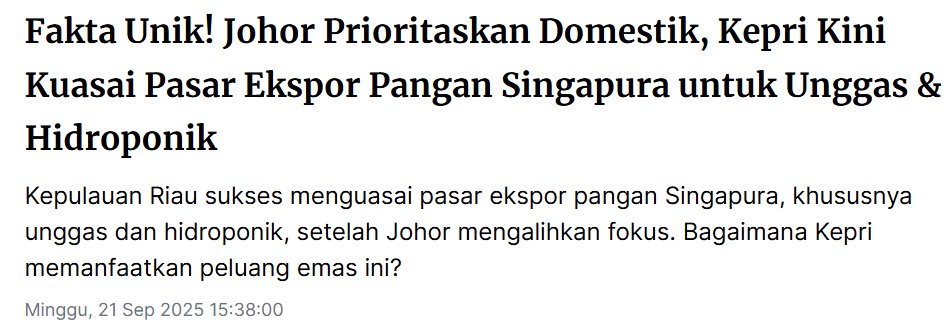 Fakta Unik! Johor Prioritaskan Domestik, Kepri Kini
Kuasai Pasar Ekspor Pangan Singapura untuk Unggas &
Hidroponik
Kepulauan Riau sukses menguasai pasar ekspor pangan Singapura, khususnya
unggas dan hidroponik, setelah Johor mengalihkan fokus. Bagaimana Kepri
memanfaatkan peluang emas ini?
Minggu, 21 Sep 2025 15:38:00